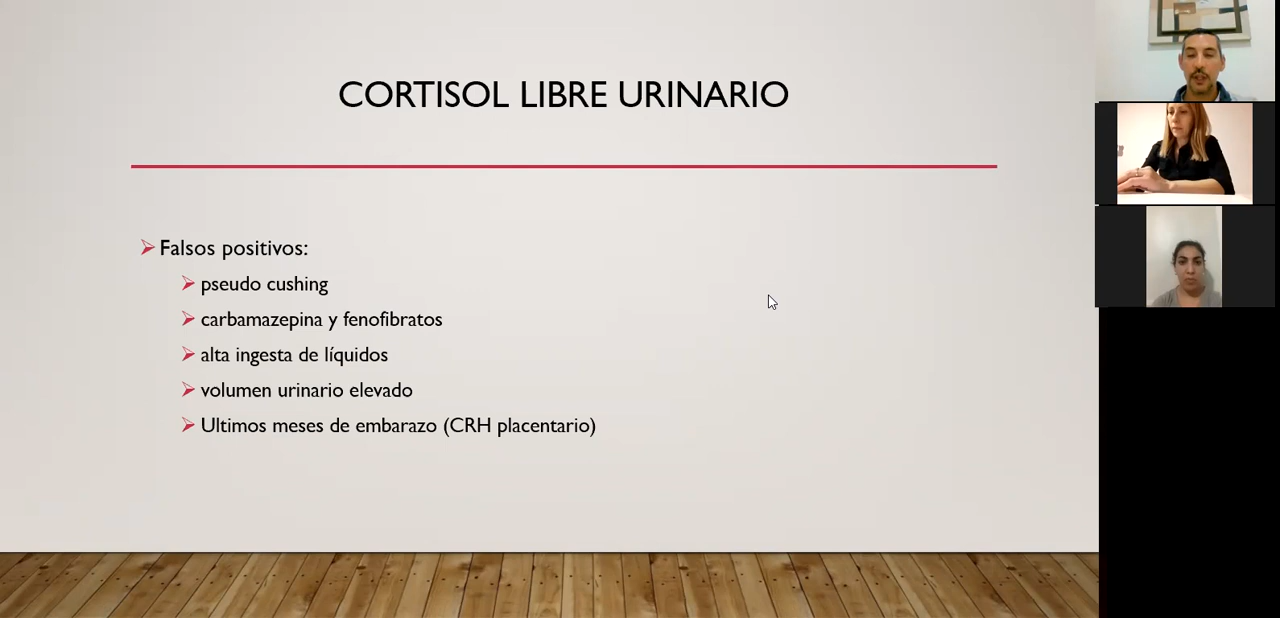 CORTISOL LIBRE URINARIO
Falsos positivos:
pseudo cushing
carbamazepina y fenofibratos
alta ingesta de líquidos
volumen urinario elevado
Ultimos meses de embarazo (CRH placentario)